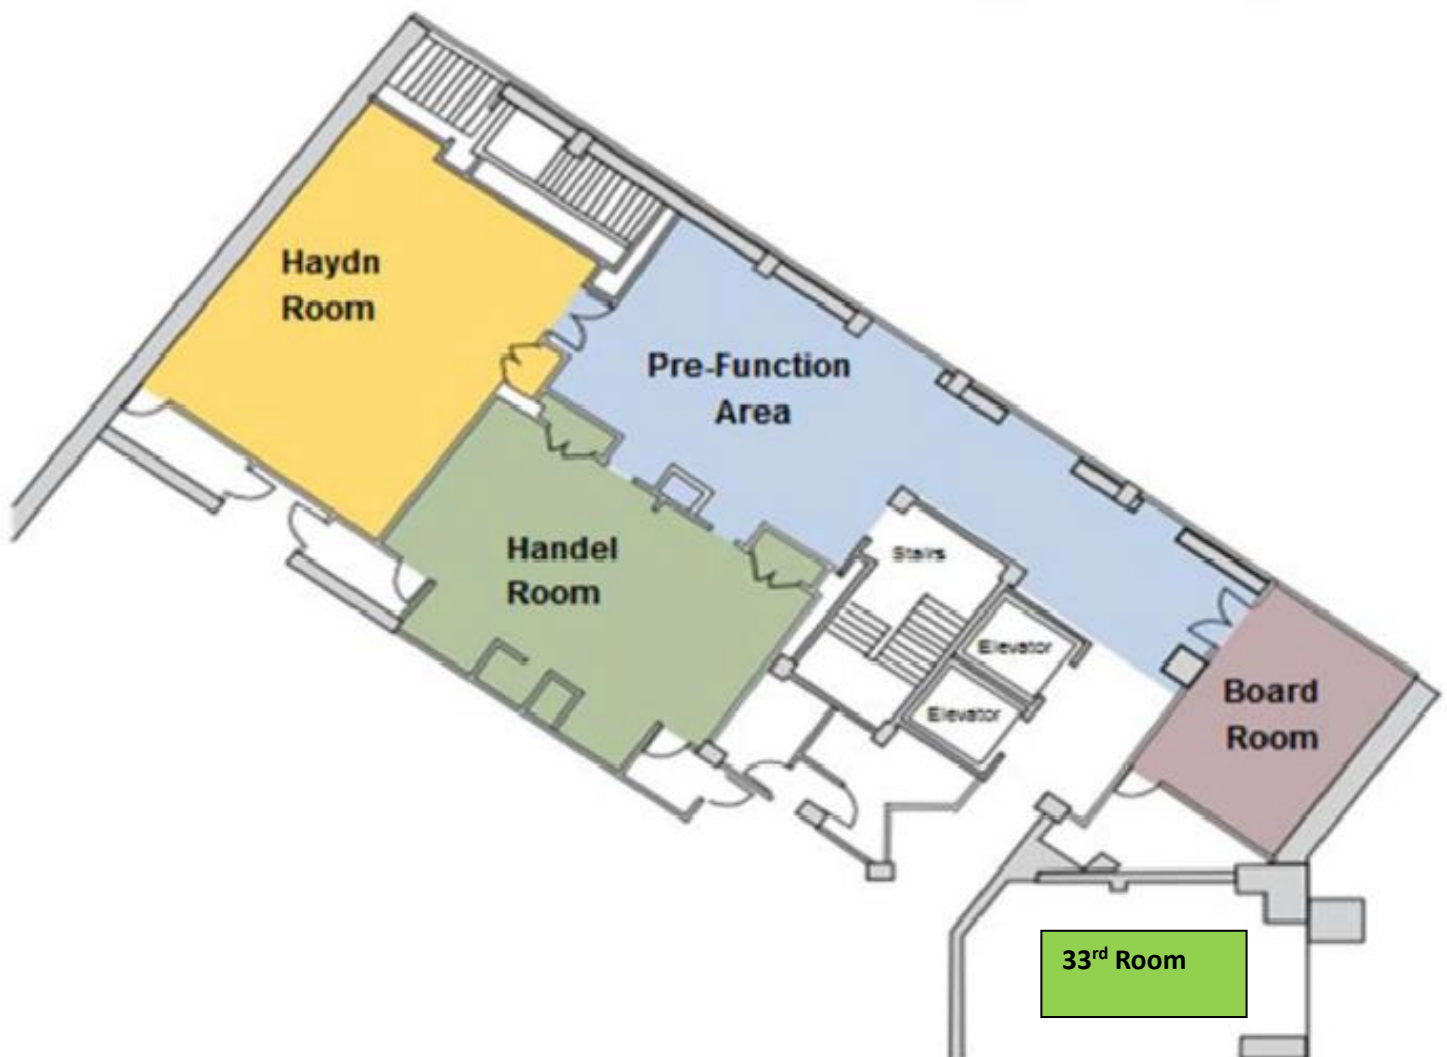 Haydn
Room
Pre-Function
Area
Handel
Room
Stairs
Elevator
Elevator
Board
Room
33rd Room